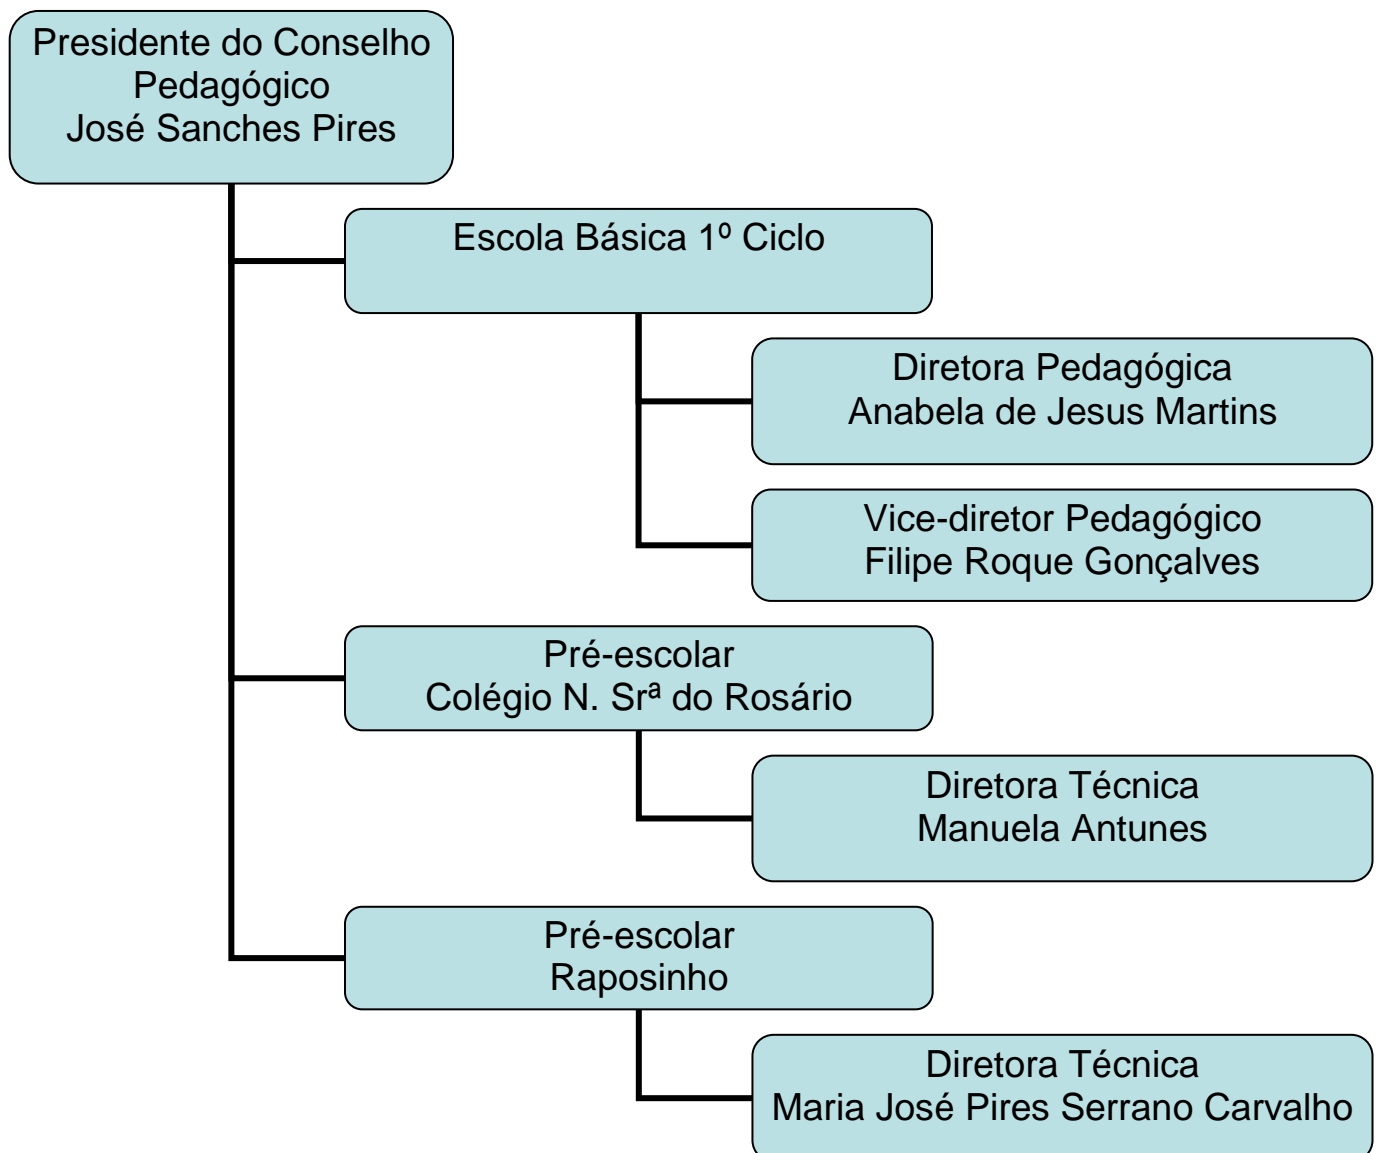 Presidente do Conselho
Pedagógico
José Sanches Pires
Escola Básica 1º Ciclo
Diretora Pedagógica
Anabela de Jesus Martins
Vice-diretor Pedagógico
Filipe Roque Gonçalves
Pré-escolar
Colégio N. Srª do Rosário
Diretora Técnica
Manuela Antunes
Pré-escolar
Raposinho
Diretora Técnica
Maria José Pires Serrano Carvalho